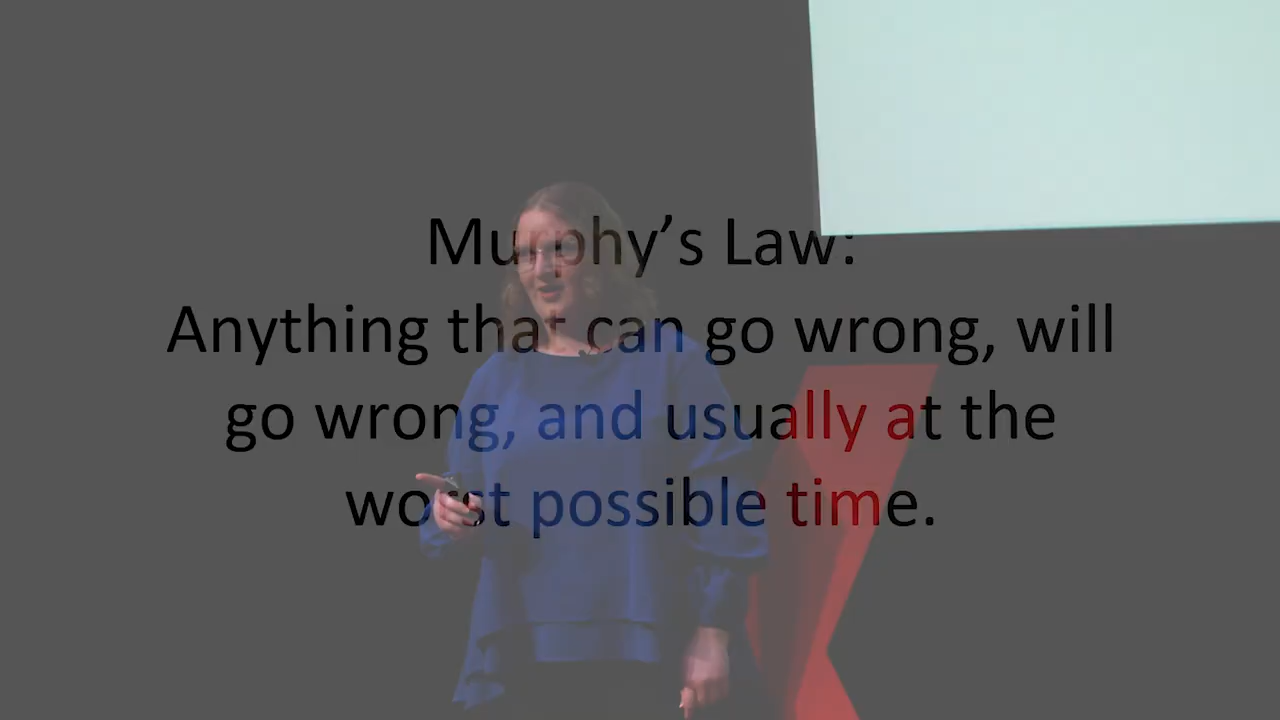 Murphy’s Law:
Anything that can go wrong, will
go wrong, and usually at the
worst possible time.